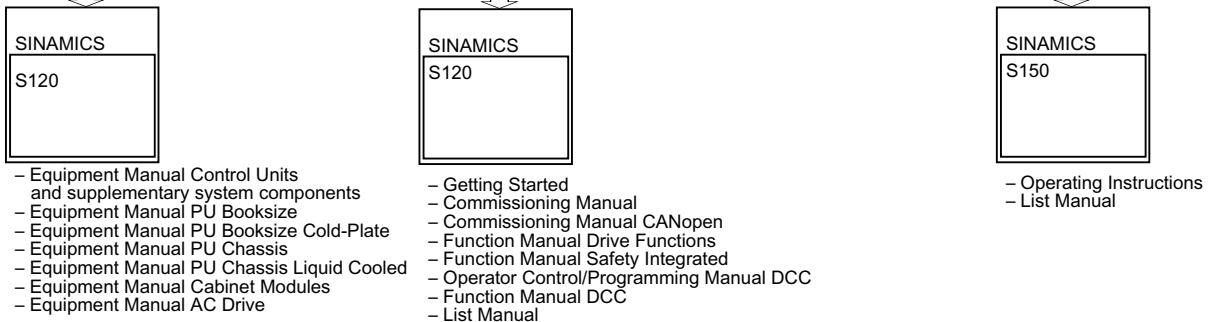 SINAMICS
S120
– Equipment Manual Control Units
and supplementary system components
– Equipment Manual PU Booksize
– Equipment Manual PU Booksize Cold-Plate
– Equipment Manual PU Chassis
– Equipment Manual PU Chassis Liquid Cooled
– Equipment Manual Cabinet Modules
– Equipment Manual AC Drive
SINAMICS
S120
– Getting Started
– Commissioning Manual
– Commissioning Manual CANopen
– Function Manual Drive Functions
– Function Manual Safety Integrated
– Operator Control/Programming Manual DCC
– Function Manual DCC
– List Manual
SINAMICS
S150
– Operating Instructions
– List Manual